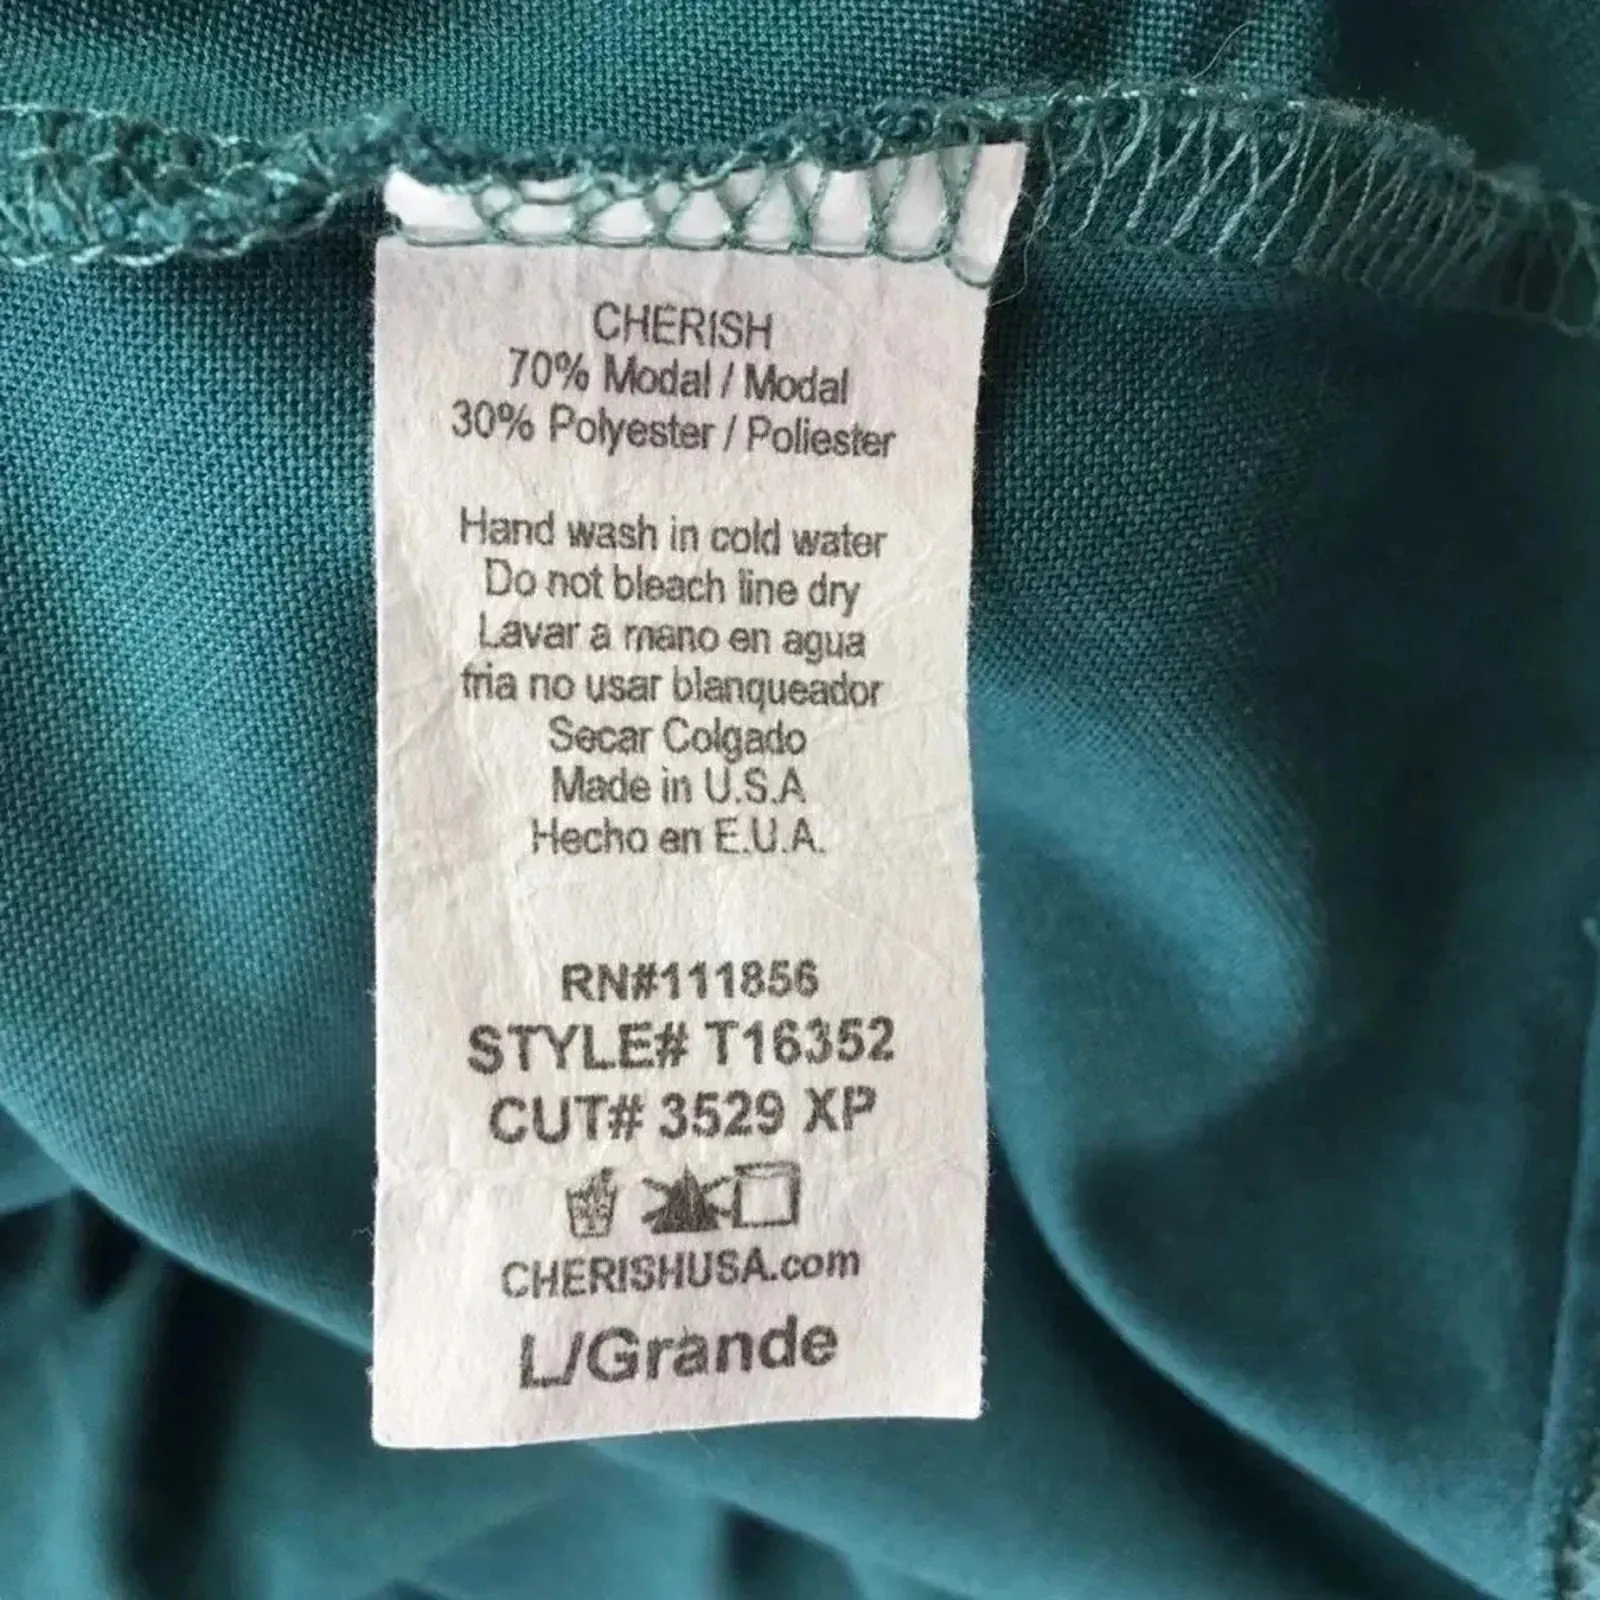 CHERISH
70% Modal / Modal
30% Polyester / Poliester
Hand wash in cold water
Do not bleach line dry
Lavar a mano en agua
fria no usar blanqueador
Secar Colgado
Made in U.S.A
Hecho en E.U.A.
RN#111856
STYLE# T16352
CUT# 3529 XP
CHERISHUSA.com
L/Grande